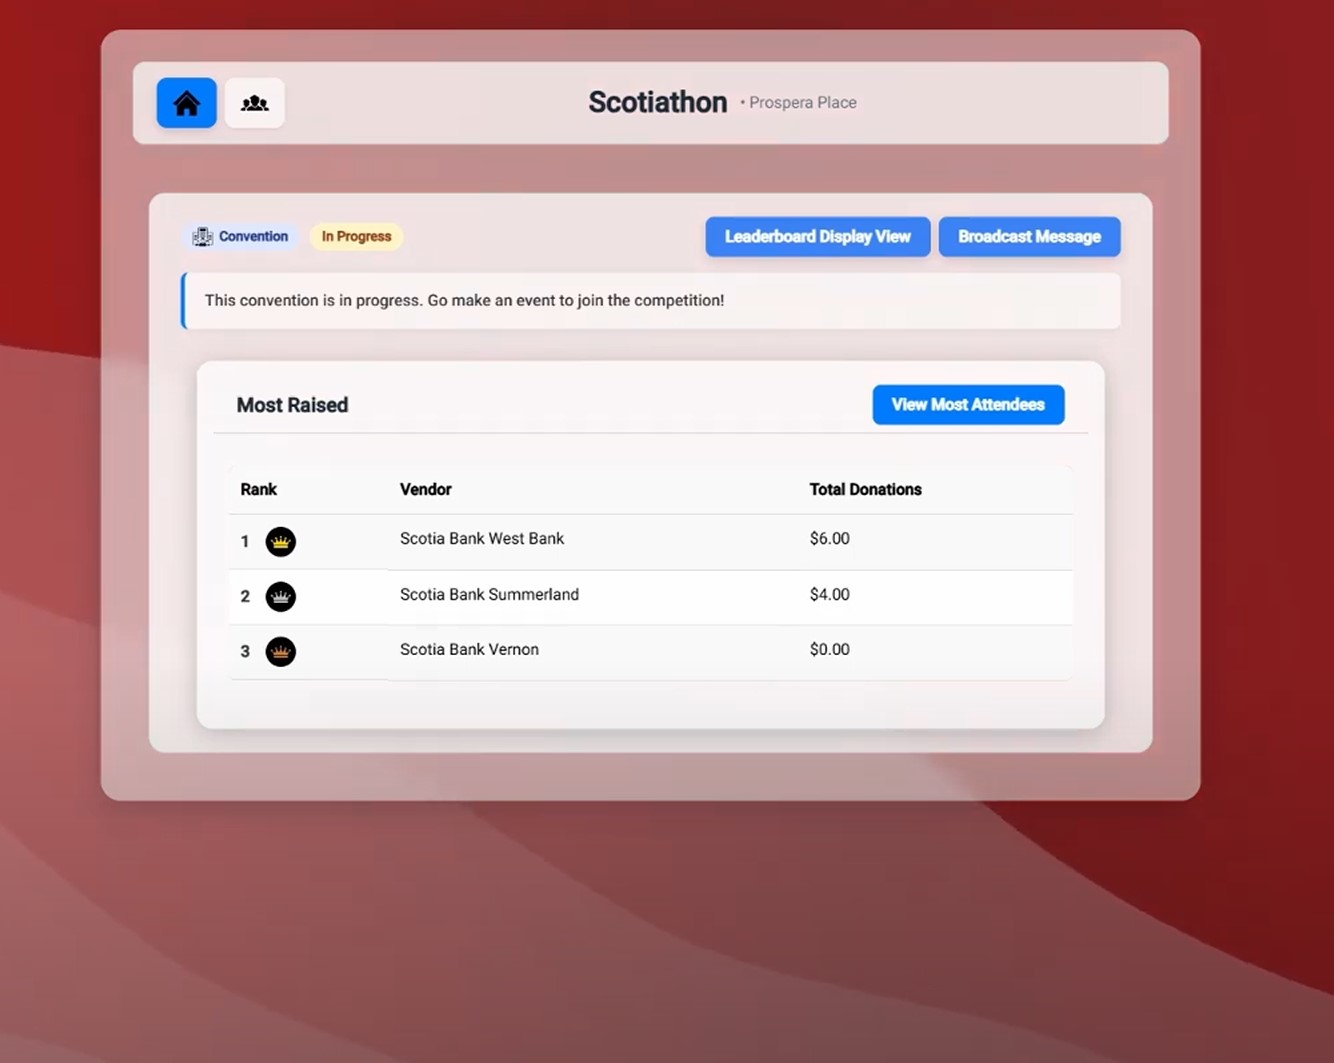 Scotiathon • Prospera Place
Convention In Progress Leaderboard Display View Broadcast Message
This convention is in progress. Go make an event to join the competition!
Most Raised View Most Attendees
Rank Vendor Total Donations
1 Scotia Bank West Bank $6.00
2 Scotia Bank Summerland $4.00
3 Scotia Bank Vernon $0.00